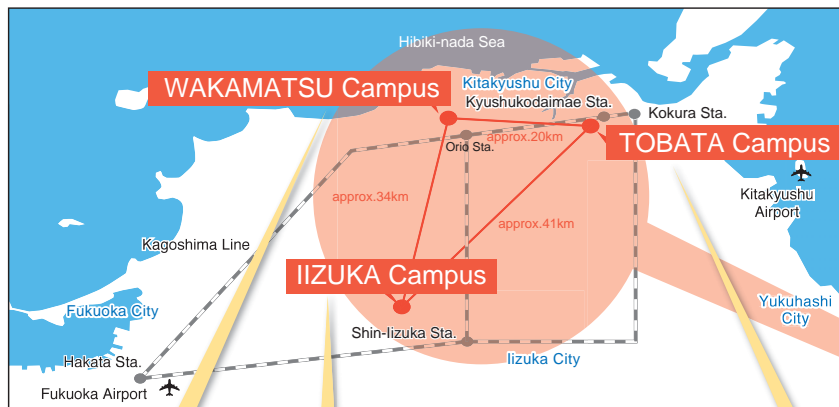 Hibiki-nada Sea
WAKAMATSU Campus
Kitakyushu City
Kyushukodaimae Sta.
Kokura Sta.
Orio Sta.
approx.20km
TOBATA Campus
approx.34km
Kitakyushu
Airport
approx.41km
Kagoshima Line
IIZUKA Campus
Fukuoka City
Yukuhashi
City
Shin-Iizuka Sta.
Iizuka City
Hakata Sta.
Fukuoka Airport